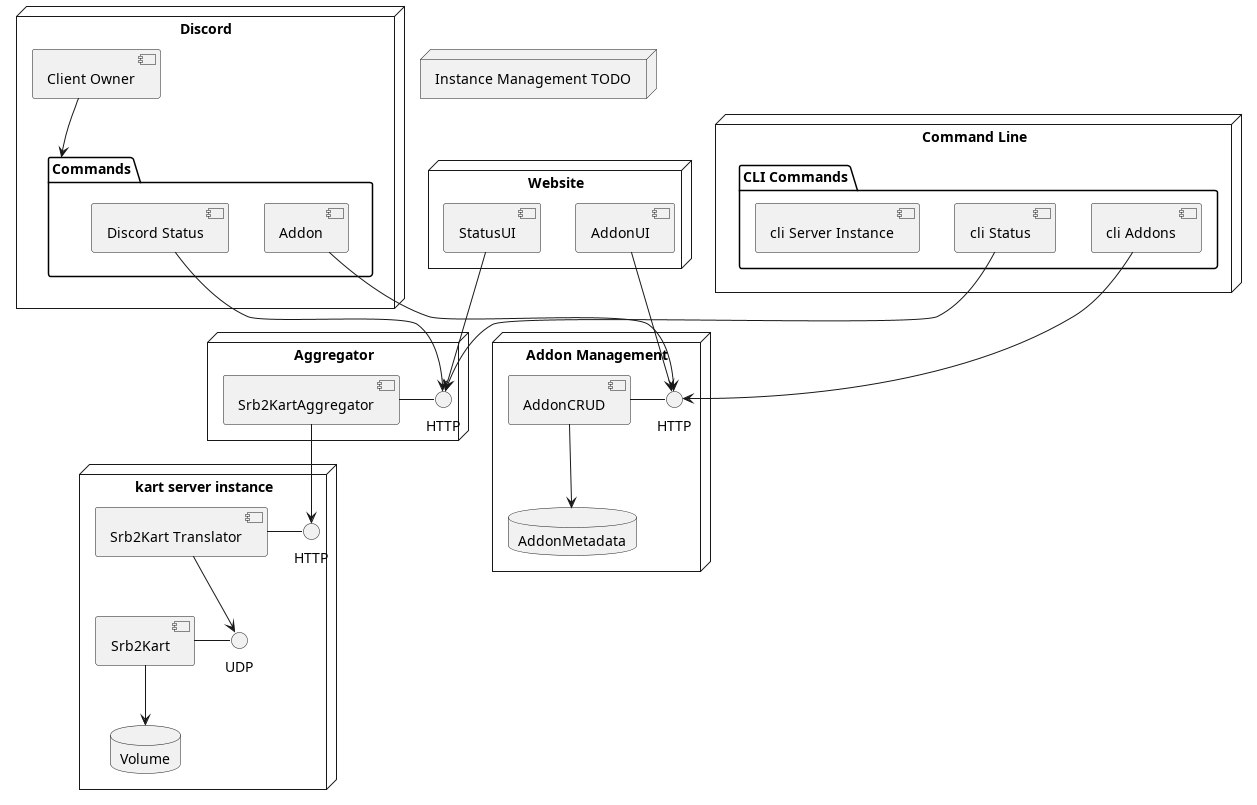 Discord
Client Owner
Instance Management TODO
Command Line
Commands
CLI Commands
Website
Discord Status
Addon
StatusUI
AddonUI
cli Server Instance
cli Status
cli Addons
Aggregator
Addon Management
Srb2KartAggregator
HTTP
AddonCRUD
HTTP
kart server instance
Srb2Kart Translator
HTTP
AddonMetadata
Srb2Kart
UDP
Volume